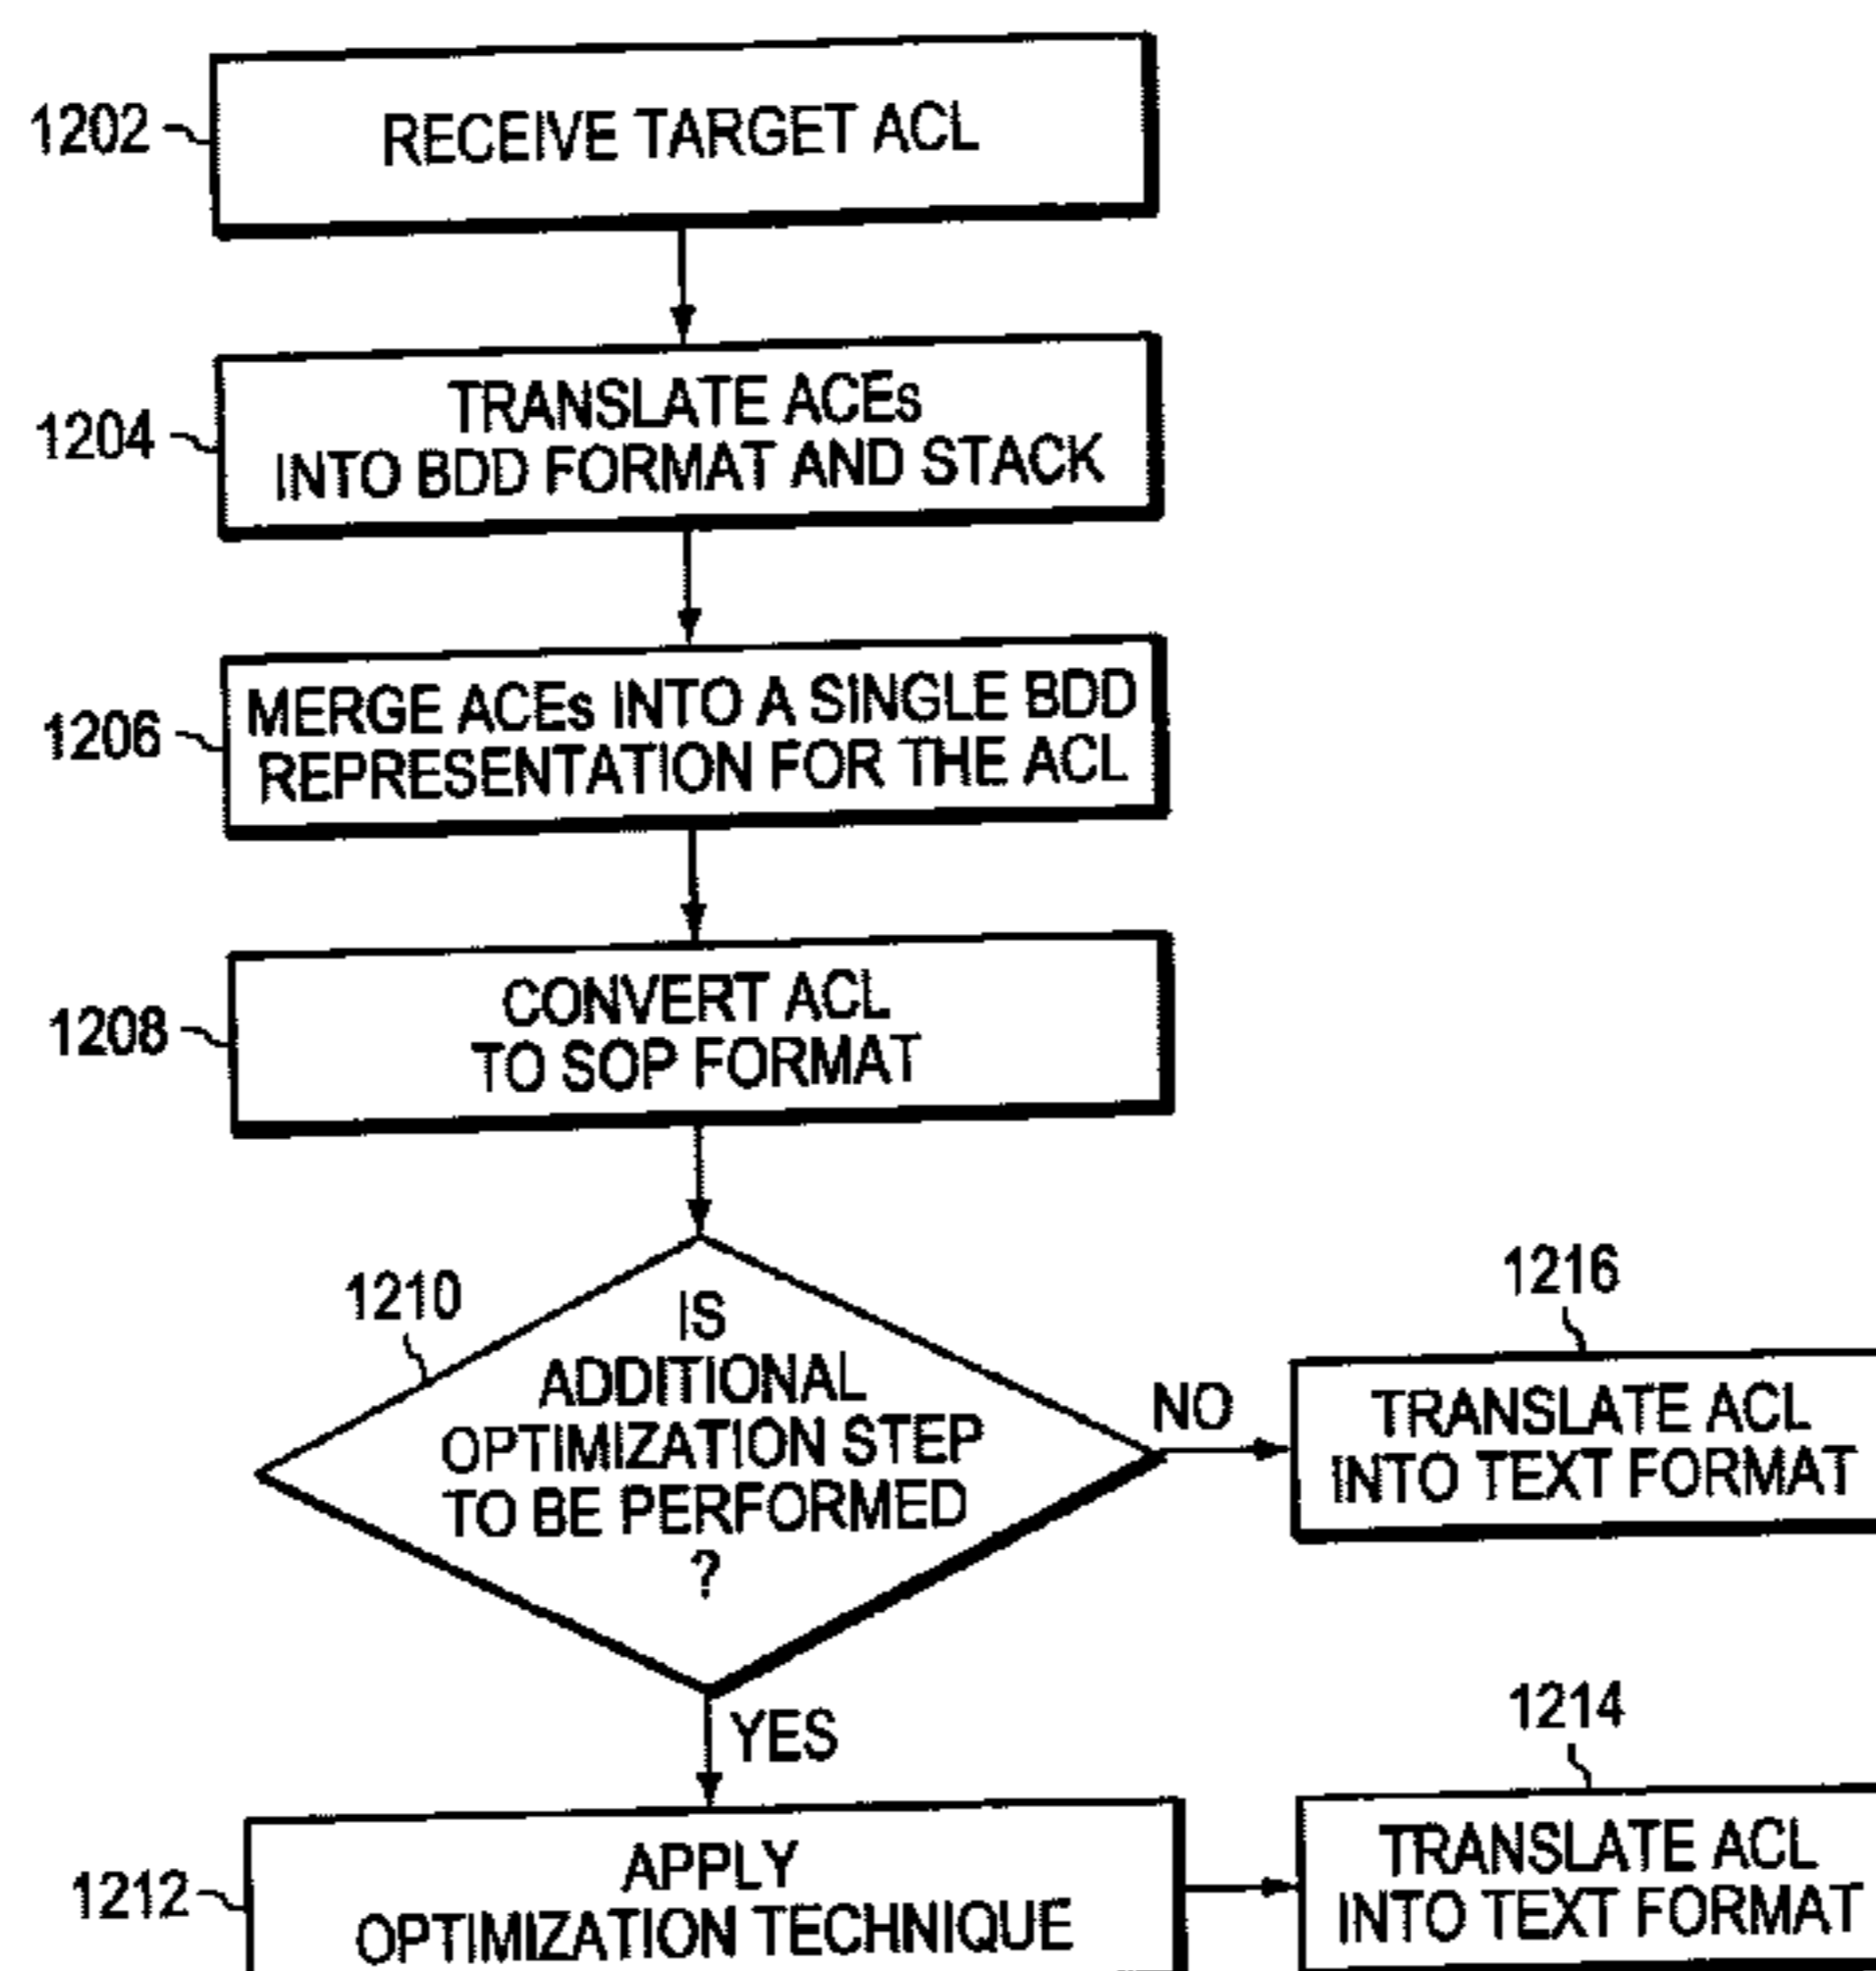 1202
RECEIVE TARGET ACL
1204
TRANSLATE ACEs
INTO BDD FORMAT AND STACK
1206
MERGE ACEs INTO A SINGLE BDD
REPRESENTATION FOR THE ACL
1208
CONVERT ACL
TO SOP FORMAT
1210
IS
ADDITIONAL
OPTIMIZATION STEP
TO BE PERFORMED
?
NO
1216
TRANSLATE ACL
INTO TEXT FORMAT
YES
1212
APPLY
OPTIMIZATION TECHNIQUE
1214
TRANSLATE ACL
INTO TEXT FORMAT